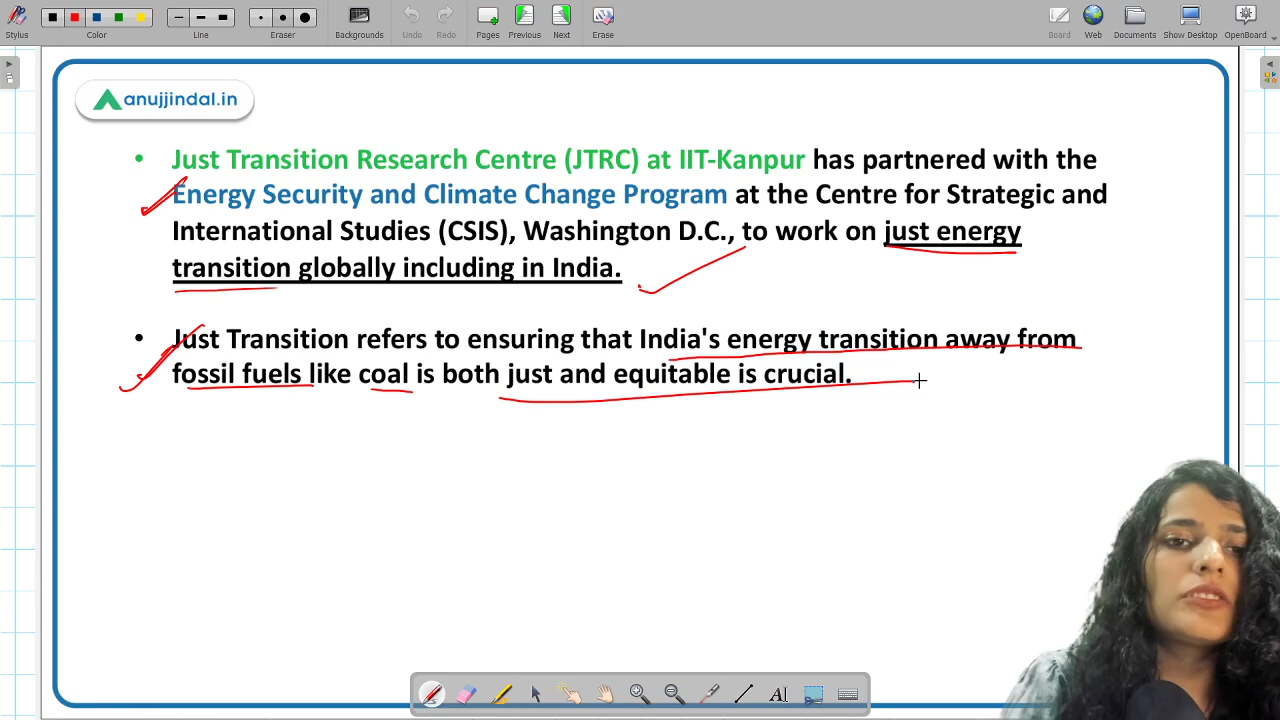 Stylus Color Line Eraser Backgrounds Undo Redo Pages Previous Next Erase Board Web Documents Show Desktop OpenBoard
anujjindal.in
• Just Transition Research Centre (JTRC) at IIT-Kanpur has partnered with the
Energy Security and Climate Change Program at the Centre for Strategic and
International Studies (CSIS), Washington D.C., to work on just energy
transition globally including in India.
• Just Transition refers to ensuring that India's energy transition away from
fossil fuels like coal is both just and equitable is crucial.